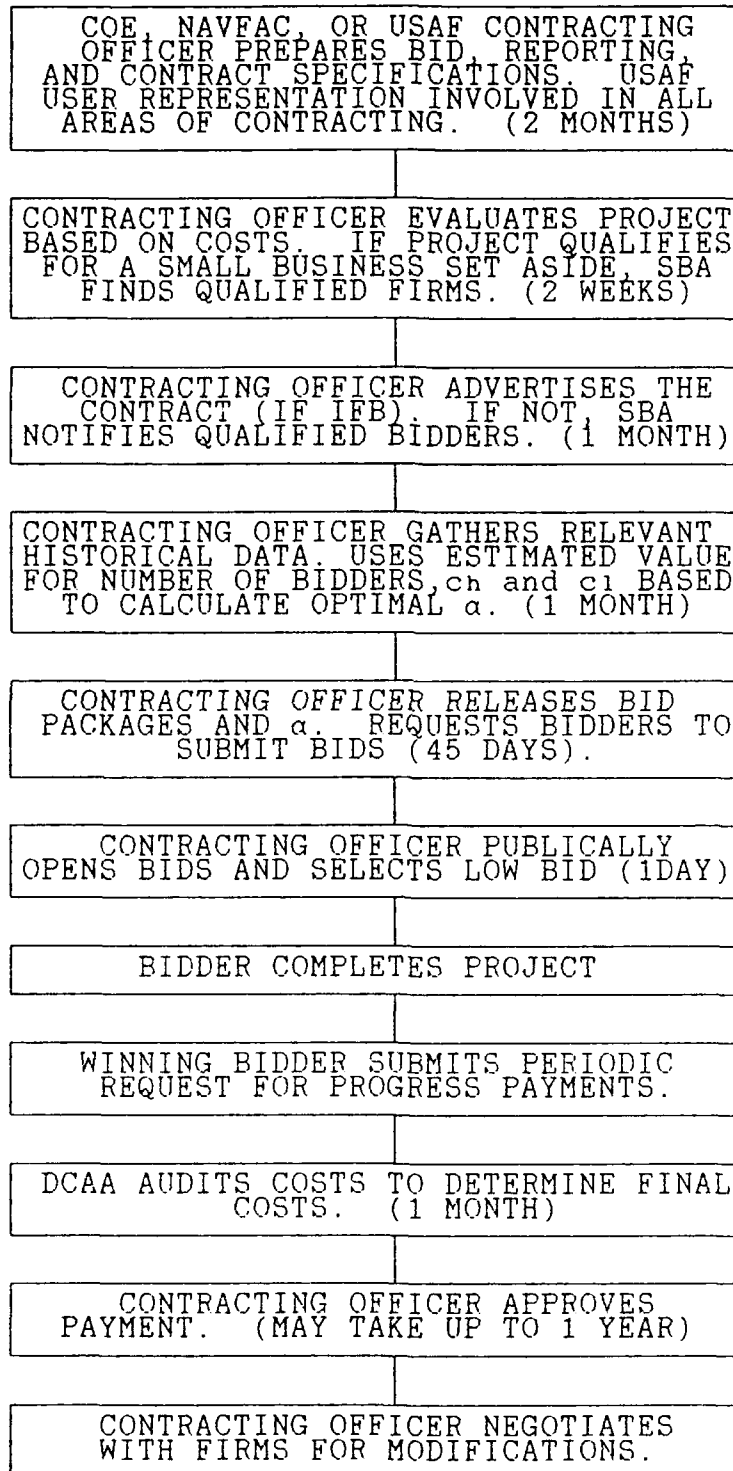 COE, NAVFAC, OR USAF CONTRACTING
OFFICER PREPARES BID, REPORTING,
AND CONTRACT SPECIFICATIONS. USAF
USER REPRESENTATION INVOLVED IN ALL
AREAS OF CONTRACTING. (2 MONTHS)
CONTRACTING OFFICER EVALUATES PROJECT
BASED ON COSTS. IF PROJECT QUALIFIES
FOR A SMALL BUSINESS SET ASIDE, SBA
FINDS QUALIFIED FIRMS. (2 WEEKS)
CONTRACTING OFFICER ADVERTISES THE
CONTRACT (IF IFB). IF NOT, SBA
NOTIFIES QUALIFIED BIDDERS. (1 MONTH)
CONTRACTING OFFICER GATHERS RELEVANT
HISTORICAL DATA. USES ESTIMATED VALUE
FOR NUMBER OF BIDDERS, ch and cl BASED
TO CALCULATE OPTIMAL α. (1 MONTH)
CONTRACTING OFFICER RELEASES BID
PACKAGES AND α. REQUESTS BIDDERS TO
SUBMIT BIDS (45 DAYS).
CONTRACTING OFFICER PUBLICALLY
OPENS BIDS AND SELECTS LOW BID (1DAY)
BIDDER COMPLETES PROJECT
WINNING BIDDER SUBMITS PERIODIC
REQUEST FOR PROGRESS PAYMENTS.
DCAA AUDITS COSTS TO DETERMINE FINAL
COSTS. (1 MONTH)
CONTRACTING OFFICER APPROVES
PAYMENT. (MAY TAKE UP TO 1 YEAR)
CONTRACTING OFFICER NEGOTIATES
WITH FIRMS FOR MODIFICATIONS.